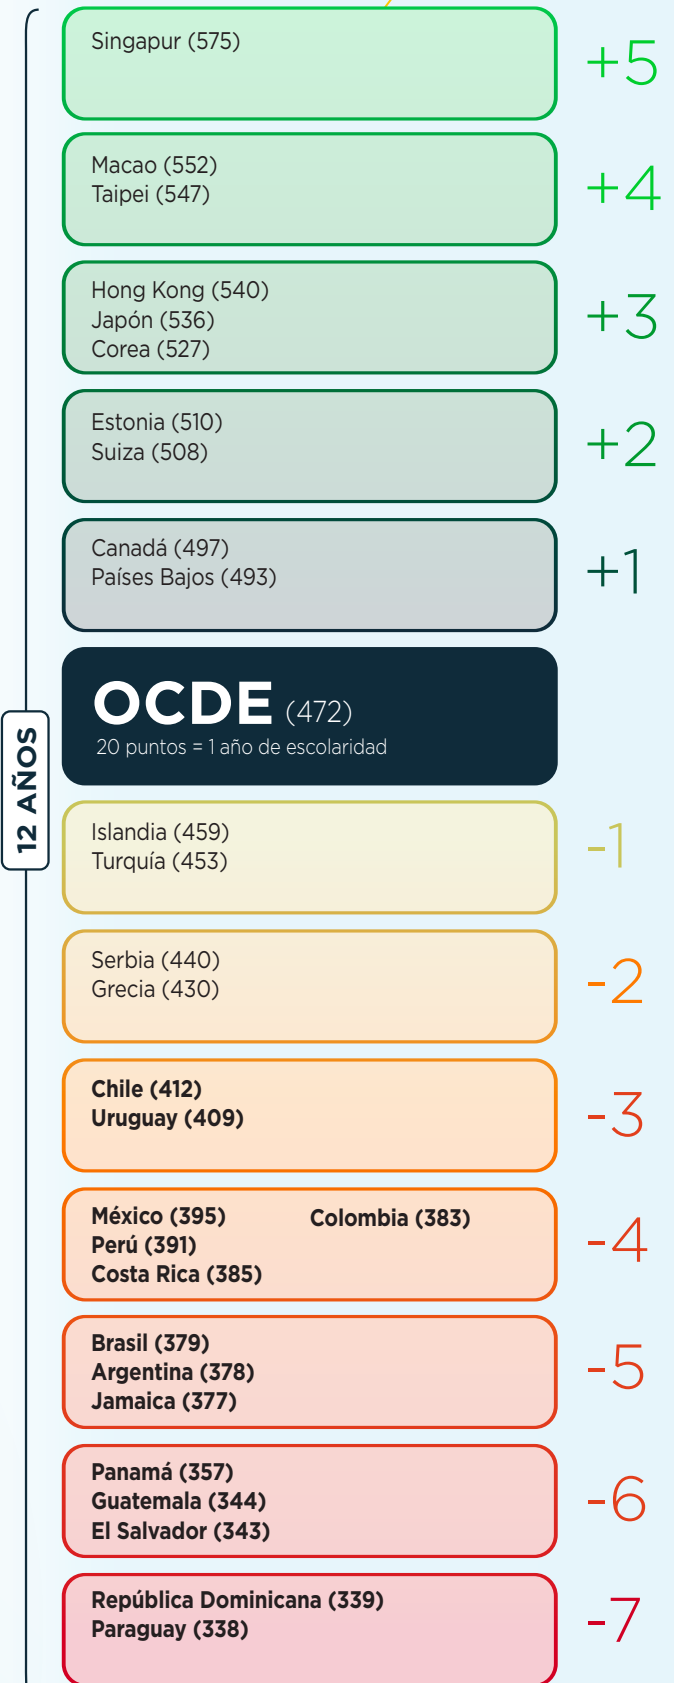 Singapur (575)
+5
Macao (552)
Taipei (547)
+4
Hong Kong (540)
Japón (536)
Corea (527)
+3
Estonia (510)
Suiza (508)
+2
Canadá (497)
Países Bajos (493)
+1
OCDE (472)
20 puntos = 1 año de escolaridad
12 AÑOS
Islandia (459)
Turquía (453)
-1
Serbia (440)
Grecia (430)
-2
Chile (412)
Uruguay (409)
-3
México (395)
Perú (391)
Costa Rica (385)
Colombia (383)
-4
Brasil (379)
Argentina (378)
Jamaica (377)
-5
Panamá (357)
Guatemala (344)
El Salvador (343)
-6
República Dominicana (339)
Paraguay (338)
-7